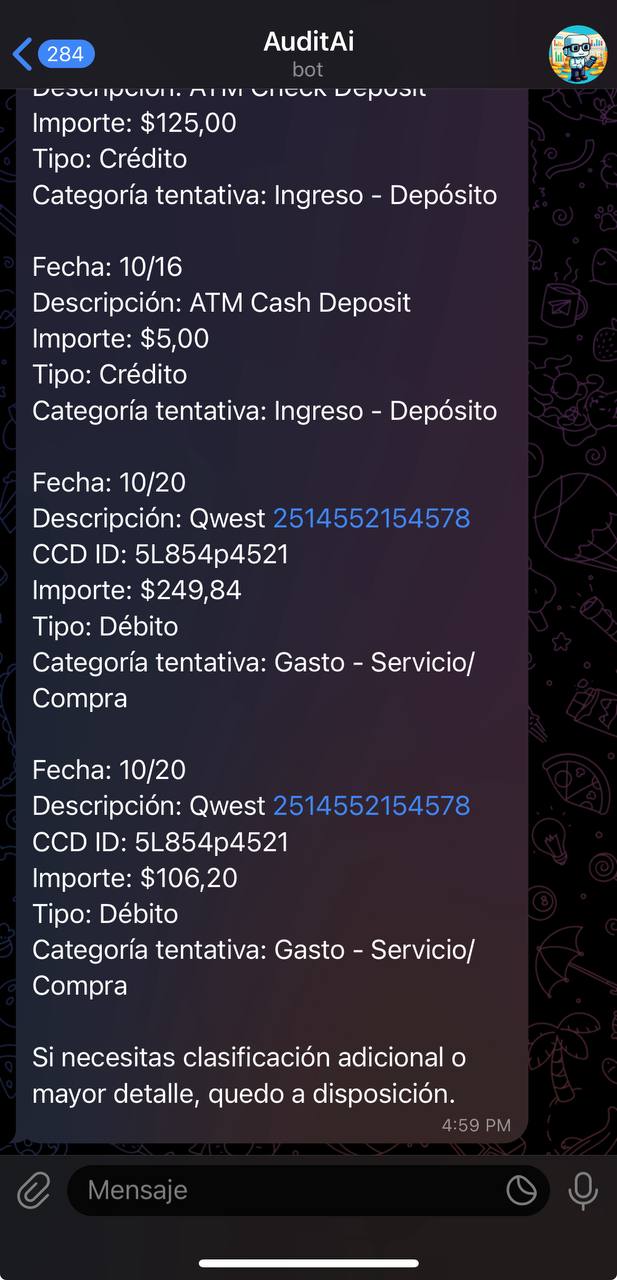 284
AuditAi
bot
Descripción: ATM Check Deposit
Importe: $125,00
Tipo: Crédito
Categoría tentativa: Ingreso - Depósito
Fecha: 10/16
Descripción: ATM Cash Deposit
Importe: $5,00
Tipo: Crédito
Categoría tentativa: Ingreso - Depósito
Fecha: 10/20
Descripción: Qwest 2514552154578
CCD ID: 5L854p4521
Importe: $249,84
Tipo: Débito
Categoría tentativa: Gasto - Servicio/
Compra
Fecha: 10/20
Descripción: Qwest 2514552154578
CCD ID: 5L854p4521
Importe: $106,20
Tipo: Débito
Categoría tentativa: Gasto - Servicio/
Compra
Si necesitas clasificación adicional o
mayor detalle, quedo a disposición.
4:59 PM
Mensaje